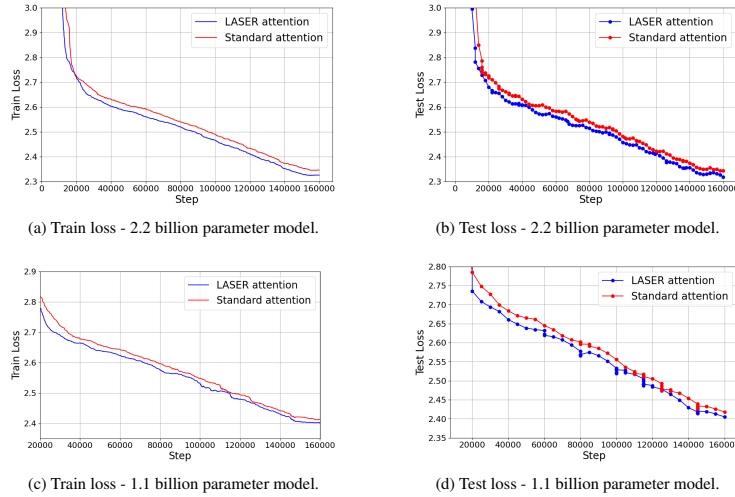 3.0
2.9
2.8
2.7
2.6
2.5
2.4
2.3
Train Loss
LASER attention
Standard attention
0 20000 40000 60000 80000 100000 120000 140000 160000
Step
(a) Train loss - 2.2 billion parameter model.
3.0
2.9
2.8
2.7
2.6
2.5
2.4
2.3
Test Loss
LASER attention
Standard attention
0 20000 40000 60000 80000 100000 120000 140000 160000
Step
(b) Test loss - 2.2 billion parameter model.
2.9
2.8
2.7
2.6
2.5
2.4
Train Loss
LASER attention
Standard attention
20000 40000 60000 80000 100000 120000 140000 160000
Step
(c) Train loss - 1.1 billion parameter model.
2.80
2.75
2.70
2.65
2.60
2.55
2.50
2.45
2.40
2.35
Test Loss
LASER attention
Standard attention
20000 40000 60000 80000 100000 120000 140000 160000
Step
(d) Test loss - 1.1 billion parameter model.